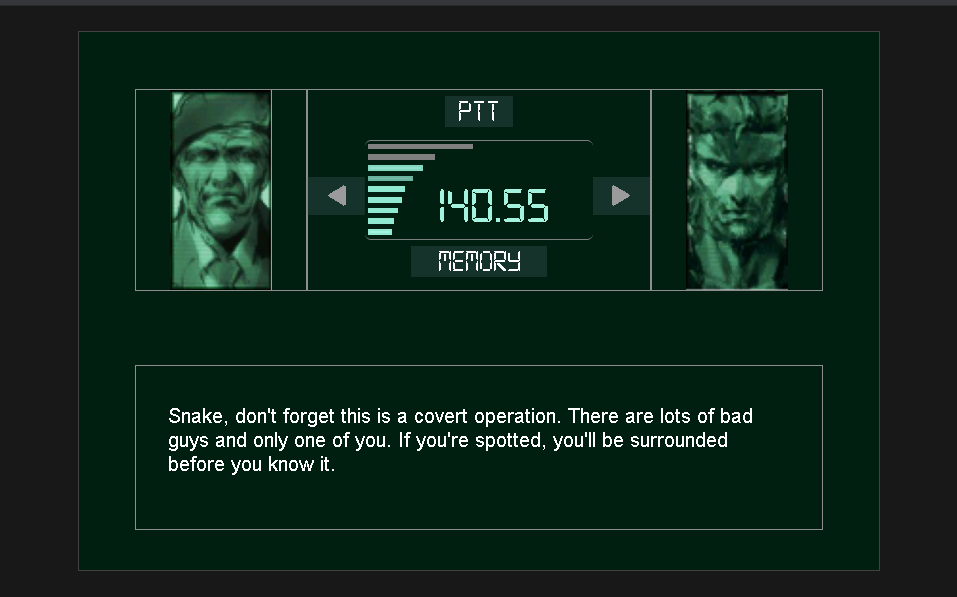 PTT
140.55
MEMORY
Snake, don't forget this is a covert operation. There are lots of bad
guys and only one of you. If you're spotted, you'll be surrounded
before you know it.